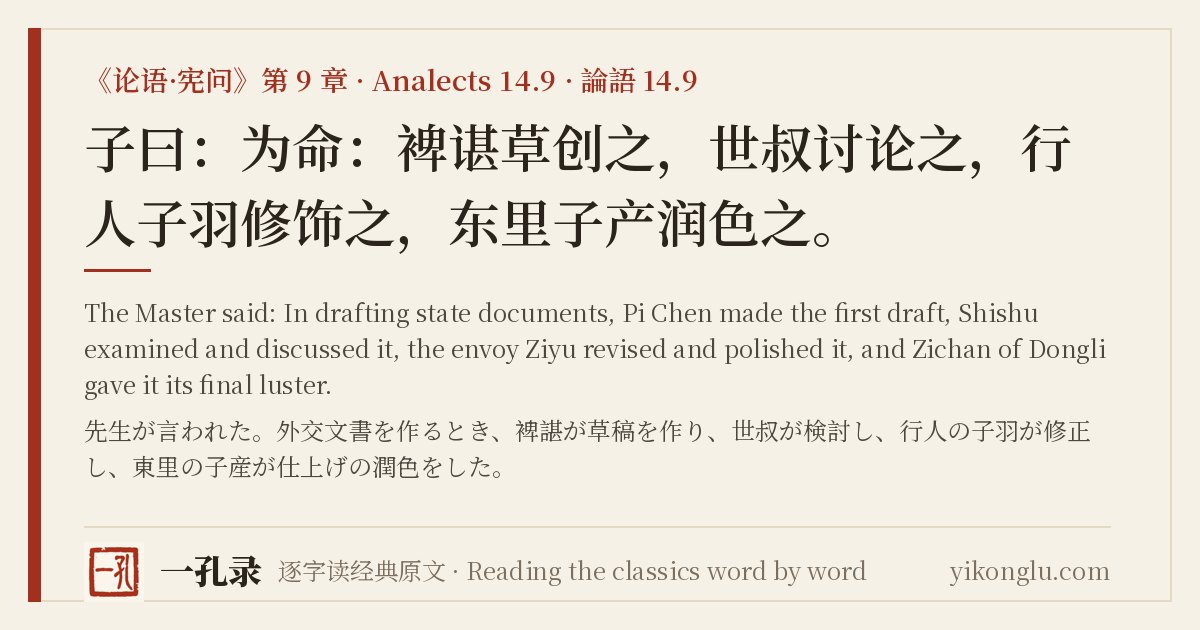 《论语·宪问》第 9 章 · Analects 14.9 · 論語 14.9
子曰：为命：裨谌草创之，世叔讨论之，行
人子羽修饰之，东里子产润色之。
The Master said: In drafting state documents, Pi Chen made the first draft, Shishu
examined and discussed it, the envoy Ziyu revised and polished it, and Zichan of Dongli
gave it its final luster.
先生が言われた。外交文書を作るとき、裨諶が草稿を作り、世叔が検討し、行人の子羽が修正
し、東里の子産が仕上げの潤色をした。
一孔
一孔录 逐字读经典原文 · Reading the classics word by word yikonglu.com